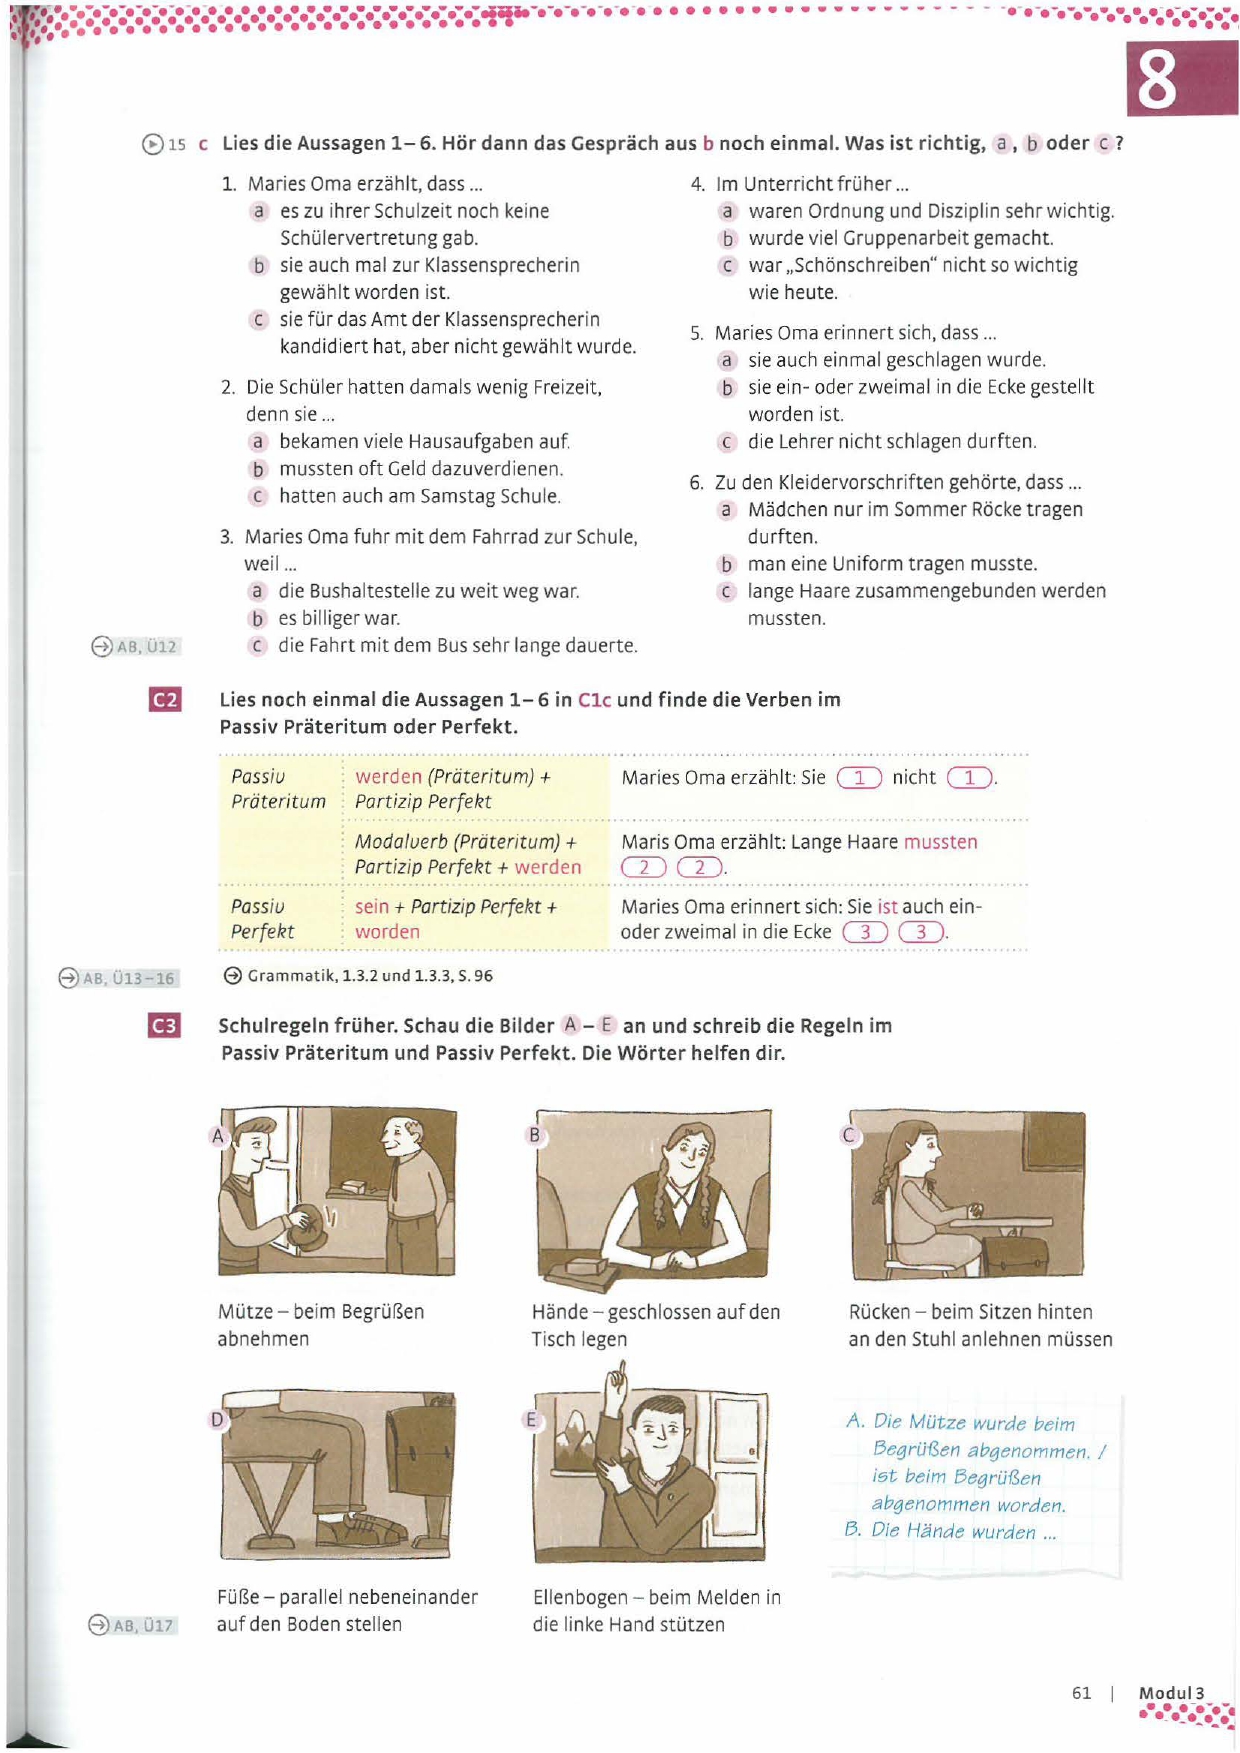 8
15 c Lies die Aussagen 1–6. Hör dann das Gespräch aus b noch einmal. Was ist richtig, a, b oder c?
1. Maries Oma erzählt, dass ...
a es zu ihrer Schulzeit noch keine
Schülervertretung gab.
b sie auch mal zur Klassensprecherin
gewählt worden ist.
c sie für das Amt der Klassensprecherin
kandidiert hat, aber nicht gewählt wurde.
2. Die Schüler hatten damals wenig Freizeit,
denn sie ...
a bekamen viele Hausaufgaben auf.
b mussten oft Geld dazuverdienen.
c hatten auch am Samstag Schule.
3. Maries Oma fuhr mit dem Fahrrad zur Schule,
weil ...
a die Bushaltestelle zu weit weg war.
b es billiger war.
c die Fahrt mit dem Bus sehr lange dauerte.
AB, Ü12
4. Im Unterricht früher ...
a waren Ordnung und Disziplin sehr wichtig.
b wurde viel Gruppenarbeit gemacht.
c war „Schönschreiben“ nicht so wichtig
wie heute.
5. Maries Oma erinnert sich, dass ...
a sie auch einmal geschlagen wurde.
b sie ein- oder zweimal in die Ecke gestellt
worden ist.
c die Lehrer nicht schlagen durften.
6. Zu den Kleidervorschriften gehörte, dass ...
a Mädchen nur im Sommer Röcke tragen
durften.
b man eine Uniform tragen musste.
c lange Haare zusammengebunden werden
mussten.
C2 Lies noch einmal die Aussagen 1–6 in C1c und finde die Verben im
Passiv Präteritum oder Perfekt.
Passiv werden (Präteritum) + Maries Oma erzählt: Sie 1 nicht 1.
Präteritum Partizip Perfekt
Modalverb (Präteritum) + Maris Oma erzählt: Lange Haare mussten
Partizip Perfekt + werden 2 2.
Passiv sein + Partizip Perfekt + Maries Oma erinnert sich: Sie ist auch ein-
Perfekt worden oder zweimal in die Ecke 3 3.
AB, Ü13–16 Grammatik, 1.3.2 und 1.3.3, S. 96
C3 Schulregeln früher. Schau die Bilder A – E an und schreib die Regeln im
Passiv Präteritum und Passiv Perfekt. Die Wörter helfen dir.
A
Mütze – beim Begrüßen
abnehmen
B
Hände – geschlossen auf den
Tisch legen
C
Rücken – beim Sitzen hinten
an den Stuhl anlehnen müssen
D
Füße – parallel nebeneinander
auf den Boden stellen
E
Ellenbogen – beim Melden in
die linke Hand stützen
A. Die Mütze wurde beim
Begrüßen abgenommen. /
ist beim Begrüßen
abgenommen worden.
B. Die Hände wurden ...
AB, Ü17
61 | Modul 3